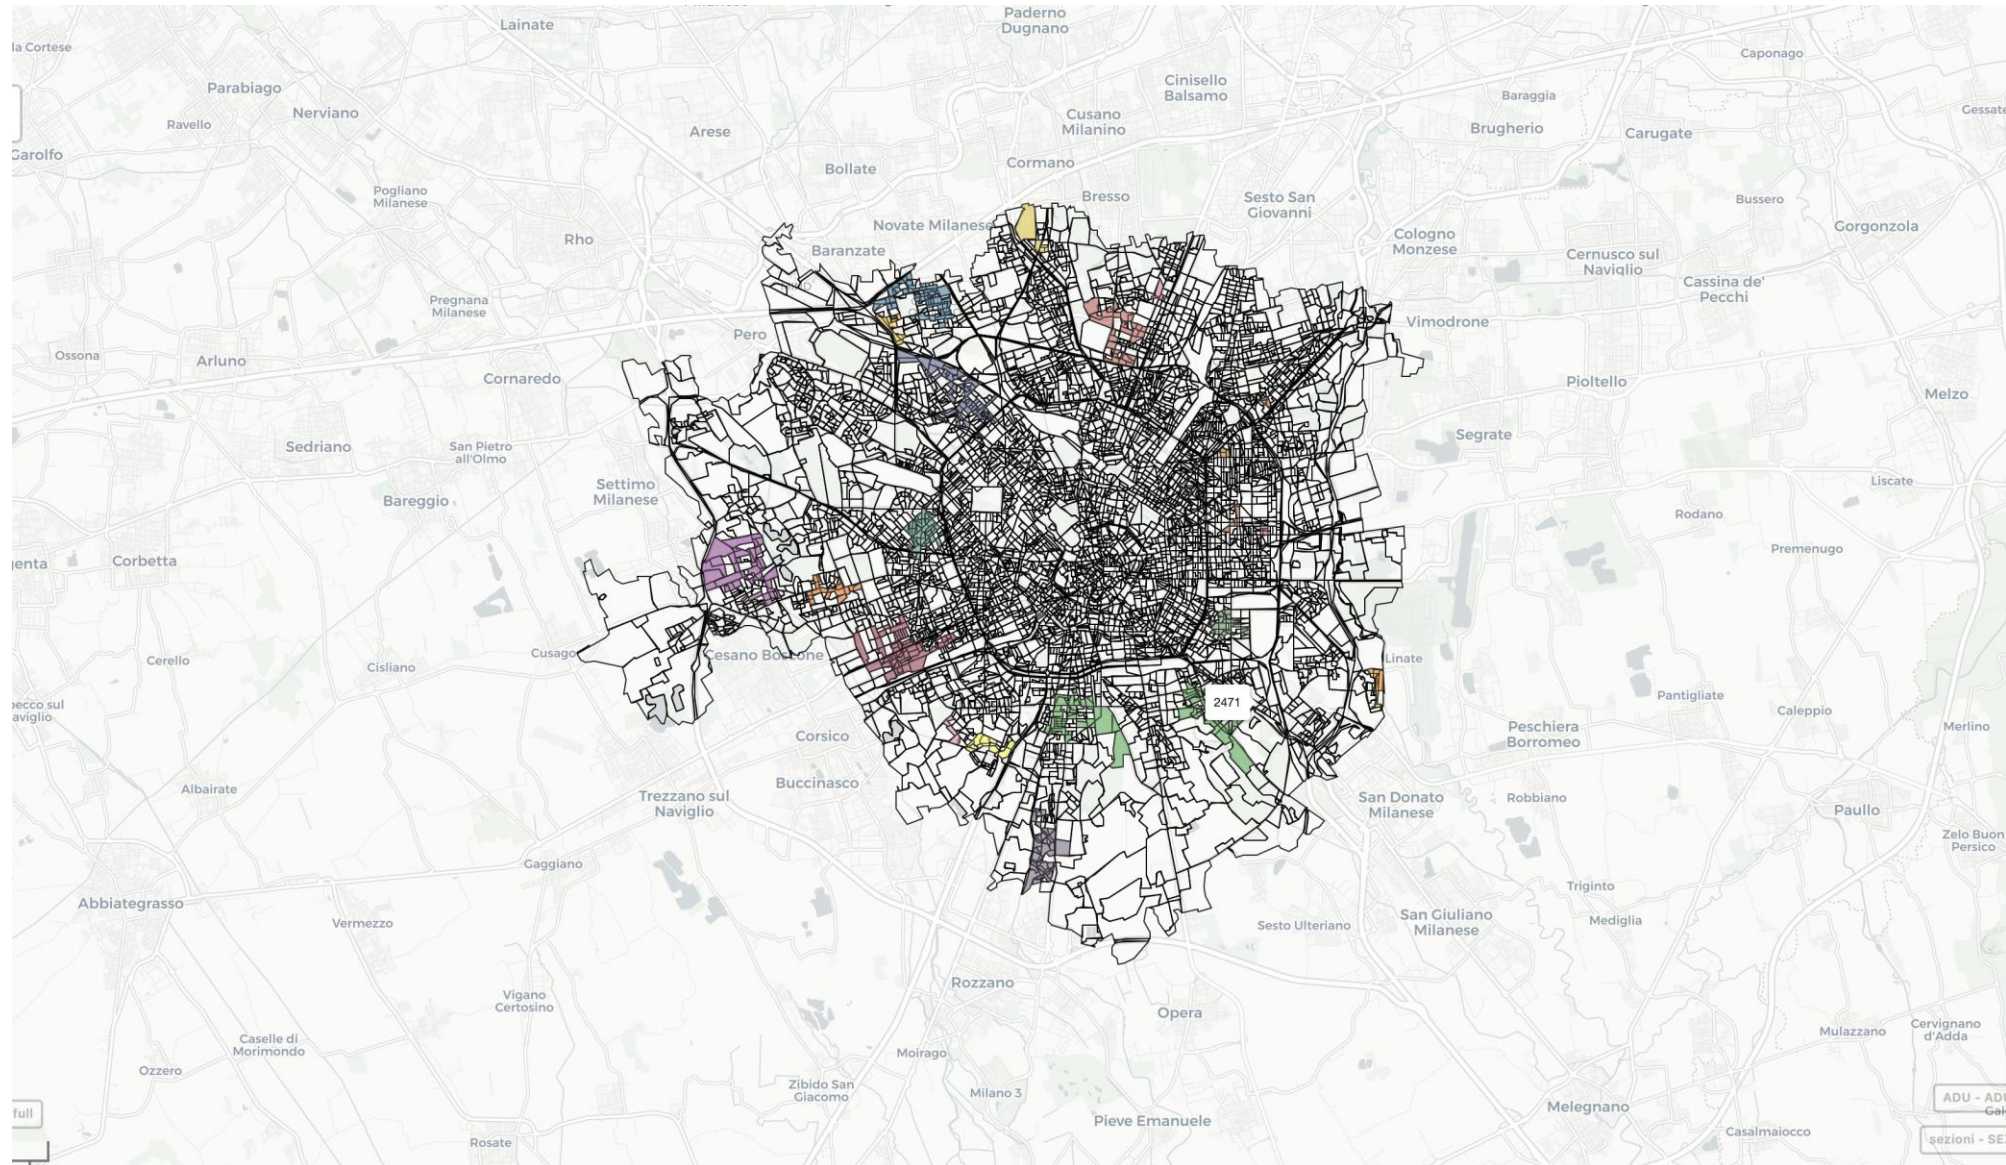 Lainate
Paderno
Dugnano
la Cortese
Caponago
Parabiago
Cinisello
Balsamo
Baraggia
Nerviano
Ravello
Cusano
Milanino
Arese
Brugherio
Carugate
Garolfo
Bollate
Cormano
Pogliano
Milanese
Bresso
Sesto San
Giovanni
Bussero
Novate Milanese
Gorgonzola
Rho
Baranzate
Cologno
Monzese
Cernusco sul
Naviglio
Cassina de'
Pecchi
Pregnana
Milanese
Pero
Vimodrone
Ossona
Arluno
Cornaredo
Pioltello
Melzo
Sedriano
San Pietro
all'Olmo
Segrate
Settimo
Milanese
Bareggio
Liscate
Rodano
Corbetta
Premenugo
enta
Cerello
Cisliano
Cusago
Cesano Boscone
Linate
Pantigliate
2471
Caleppio
Corsico
Peschiera
Borromeo
Merlino
Buccinasco
Albairate
Trezzano sul
Naviglio
San Donato
Milanese
Robbiano
Paullo
Zelo Buon
Persico
Gaggiano
Abbiategrasso
Vermezzo
Triginto
San Giuliano
Milanese
Mediglia
Sesto Ulteriano
Rozzano
Vigano
Certosino
Opera
Caselle di
Morimondo
Mulazzano
Cervignano
d'Adda
Moirago
Ozzero
Zibido San
Giacomo
Milano 3
full
Pieve Emanuele
Melegnano
ADU - ADU
Rosate
Casalmaiocco
sezioni - SE